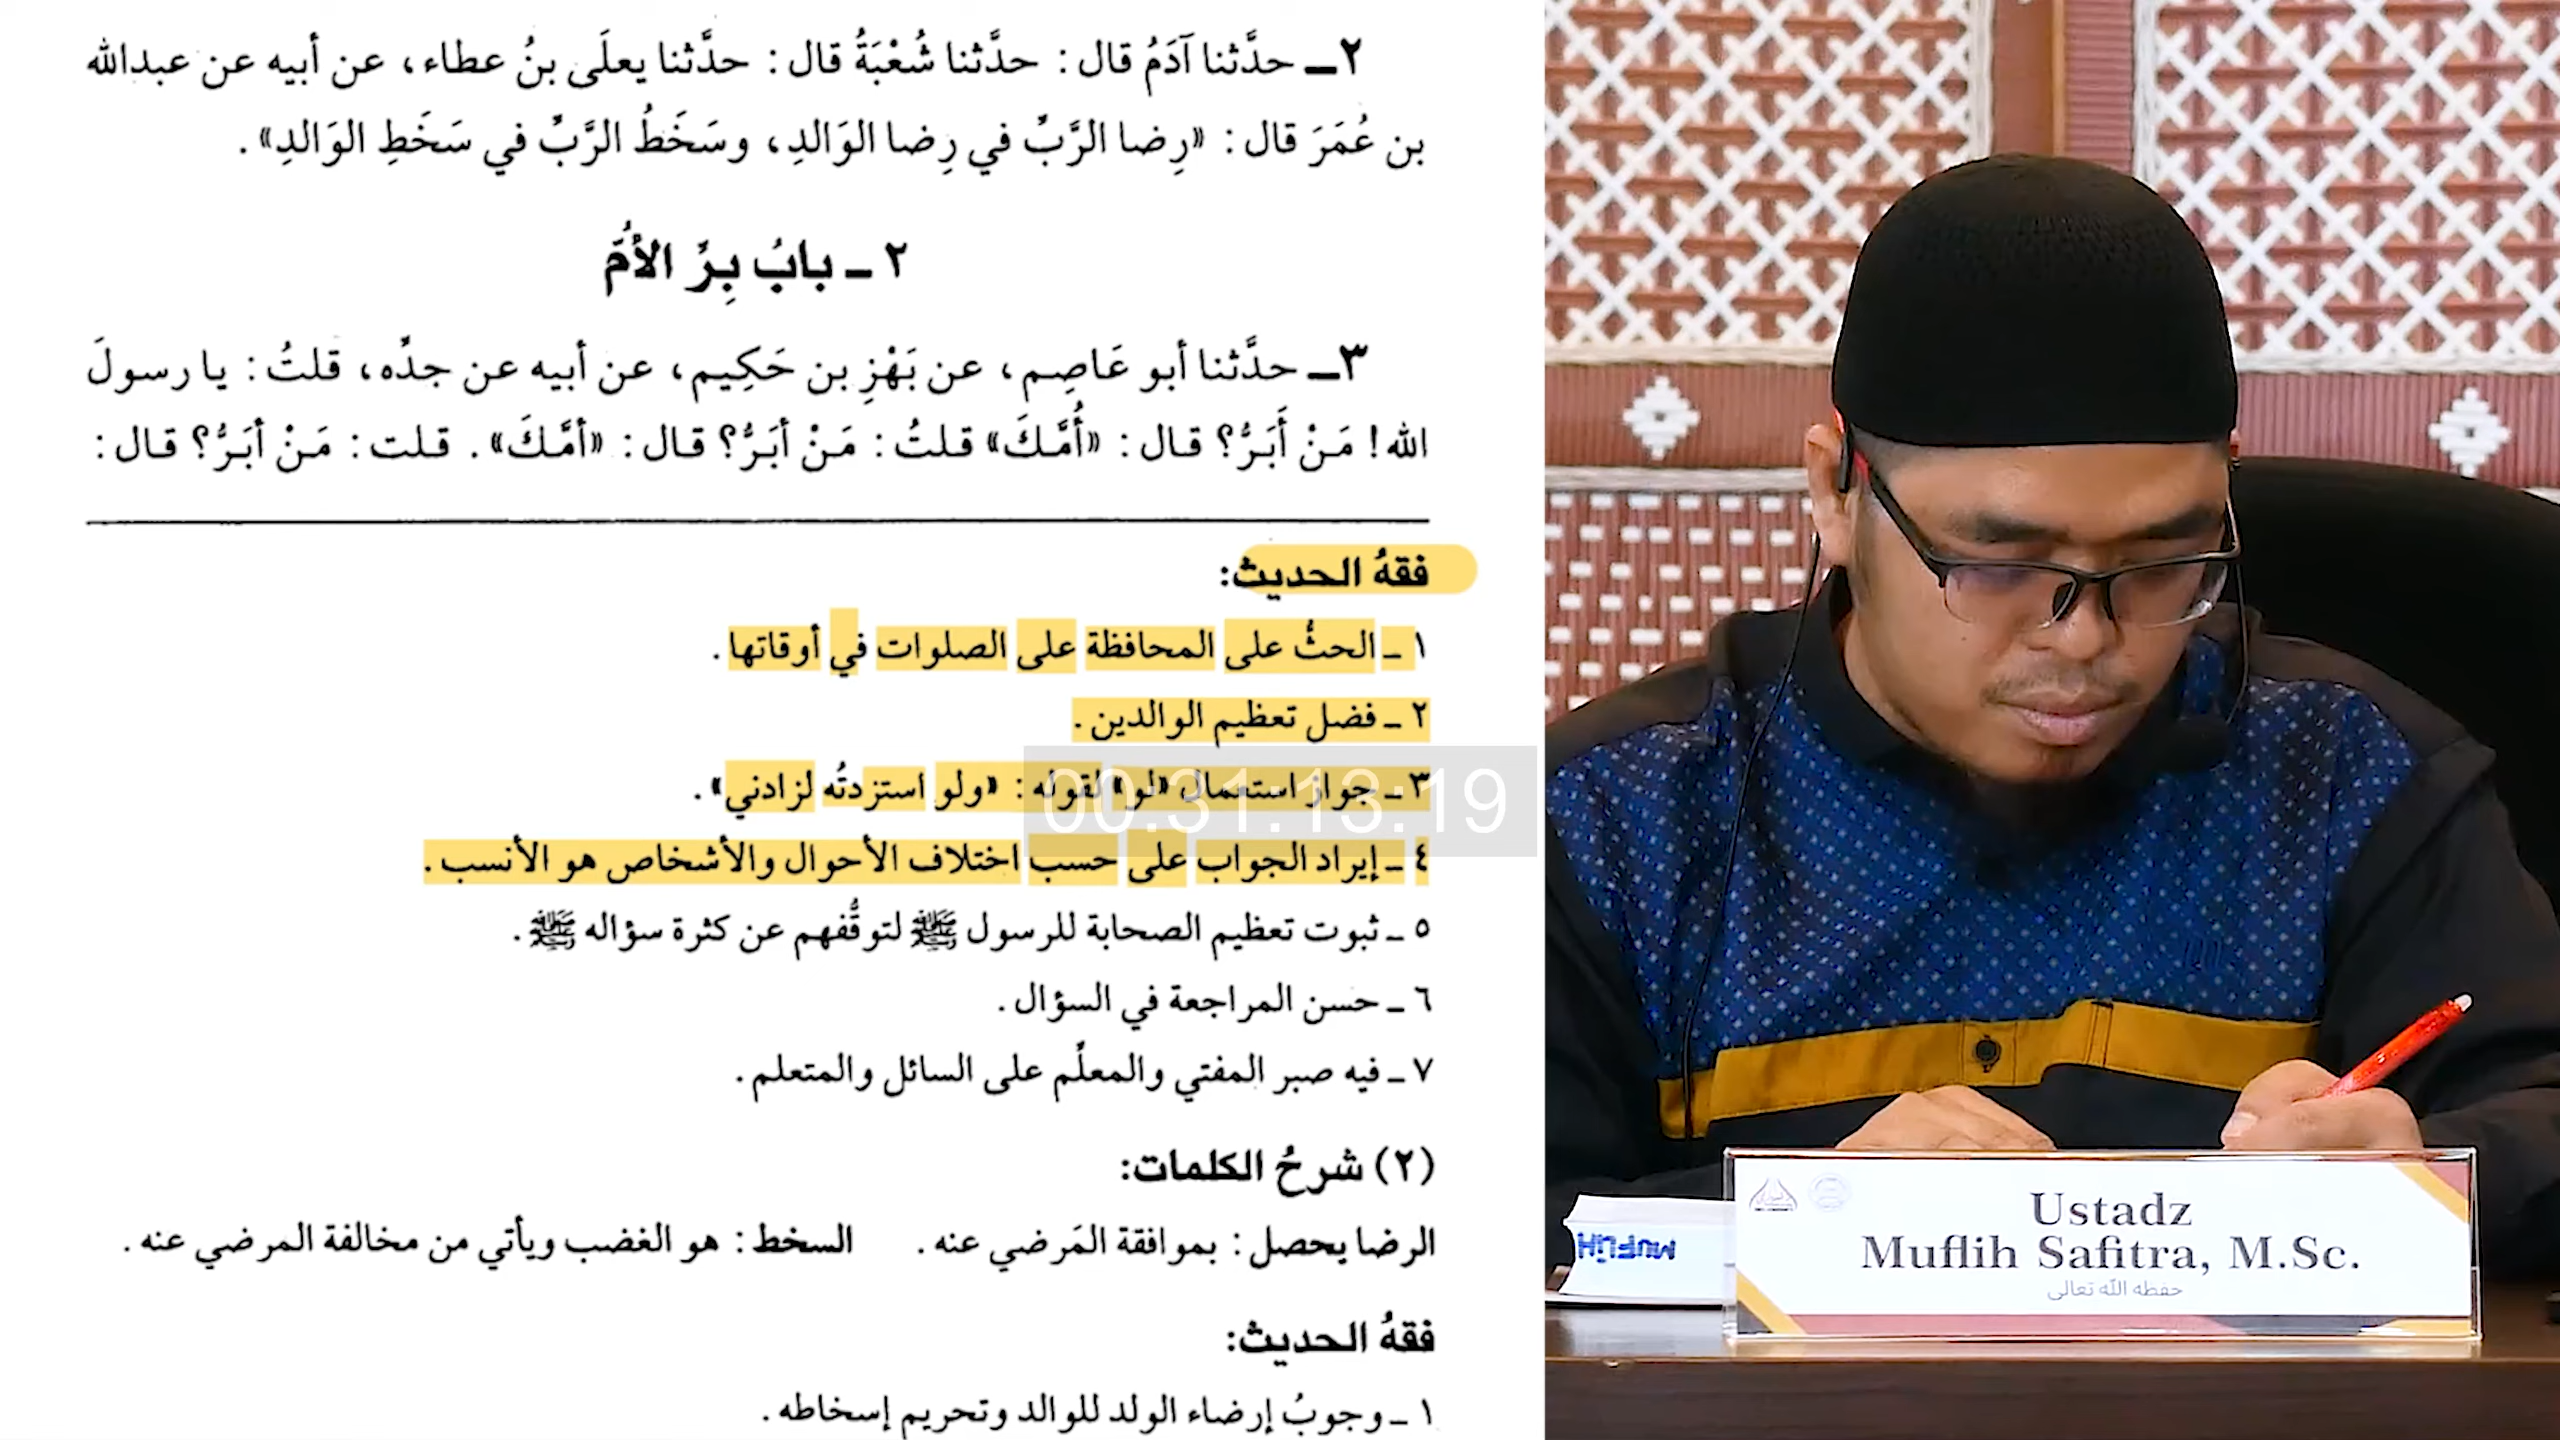 ٢ــ حدَّثنا آدَمُ قال: حدَّثنا شُعْبَةُ قال: حدَّثنا يعلَى بنُ عطاء، عن أبيه عن عبدالله
بن عُمَرَ قال: «رِضا الرَّبِّ في رِضا الوَالدِ، وسَخَطُ الرَّبِّ في سَخَطِ الوَالدِ».
٢ ـ بابُ بِرِّ الأُمِّ
٣ــ حدَّثنا أبو عَاصِم، عن بَهْزِ بن حَكِيم، عن أبيه عن جدِّه، قلتُ: يا رسولَ
الله! مَنْ أَبَرُّ؟ قال: «أُمَّكَ» قلتُ: مَنْ أبَرُّ؟ قال: «أمَّكَ». قلت: مَنْ أبَرُّ؟ قال:
فقهُ الحديث:
١ ـ الحثُّ على المحافظة على الصلوات في أوقاتها.
٢ ـ فضل تعظيم الوالدين.
٣ ـ جواز استعمال «لو» لقوله: «ولو استزدتُه لزادني».
00:31:13:19
٤ ـ إيراد الجواب على حسب اختلاف الأحوال والأشخاص هو الأنسب.
٥ ـ ثبوت تعظيم الصحابة للرسول ﷺ لتوقُّفهم عن كثرة سؤاله ﷺ.
٦ ـ حسن المراجعة في السؤال.
٧ ـ فيه صبر المفتي والمعلِّم على السائل والمتعلم.
(٢) شرحُ الكلمات:
الرضا يحصل: بموافقة المَرضي عنه. السخط: هو الغضب ويأتي من مخالفة المرضي عنه.
فقهُ الحديث:
١ ـ وجوبُ إرضاء الولد للوالد وتحريم إسخاطه.
MUFLIH
Ustadz
Muflih Safitra, M.Sc.
حفظه الله تعالى